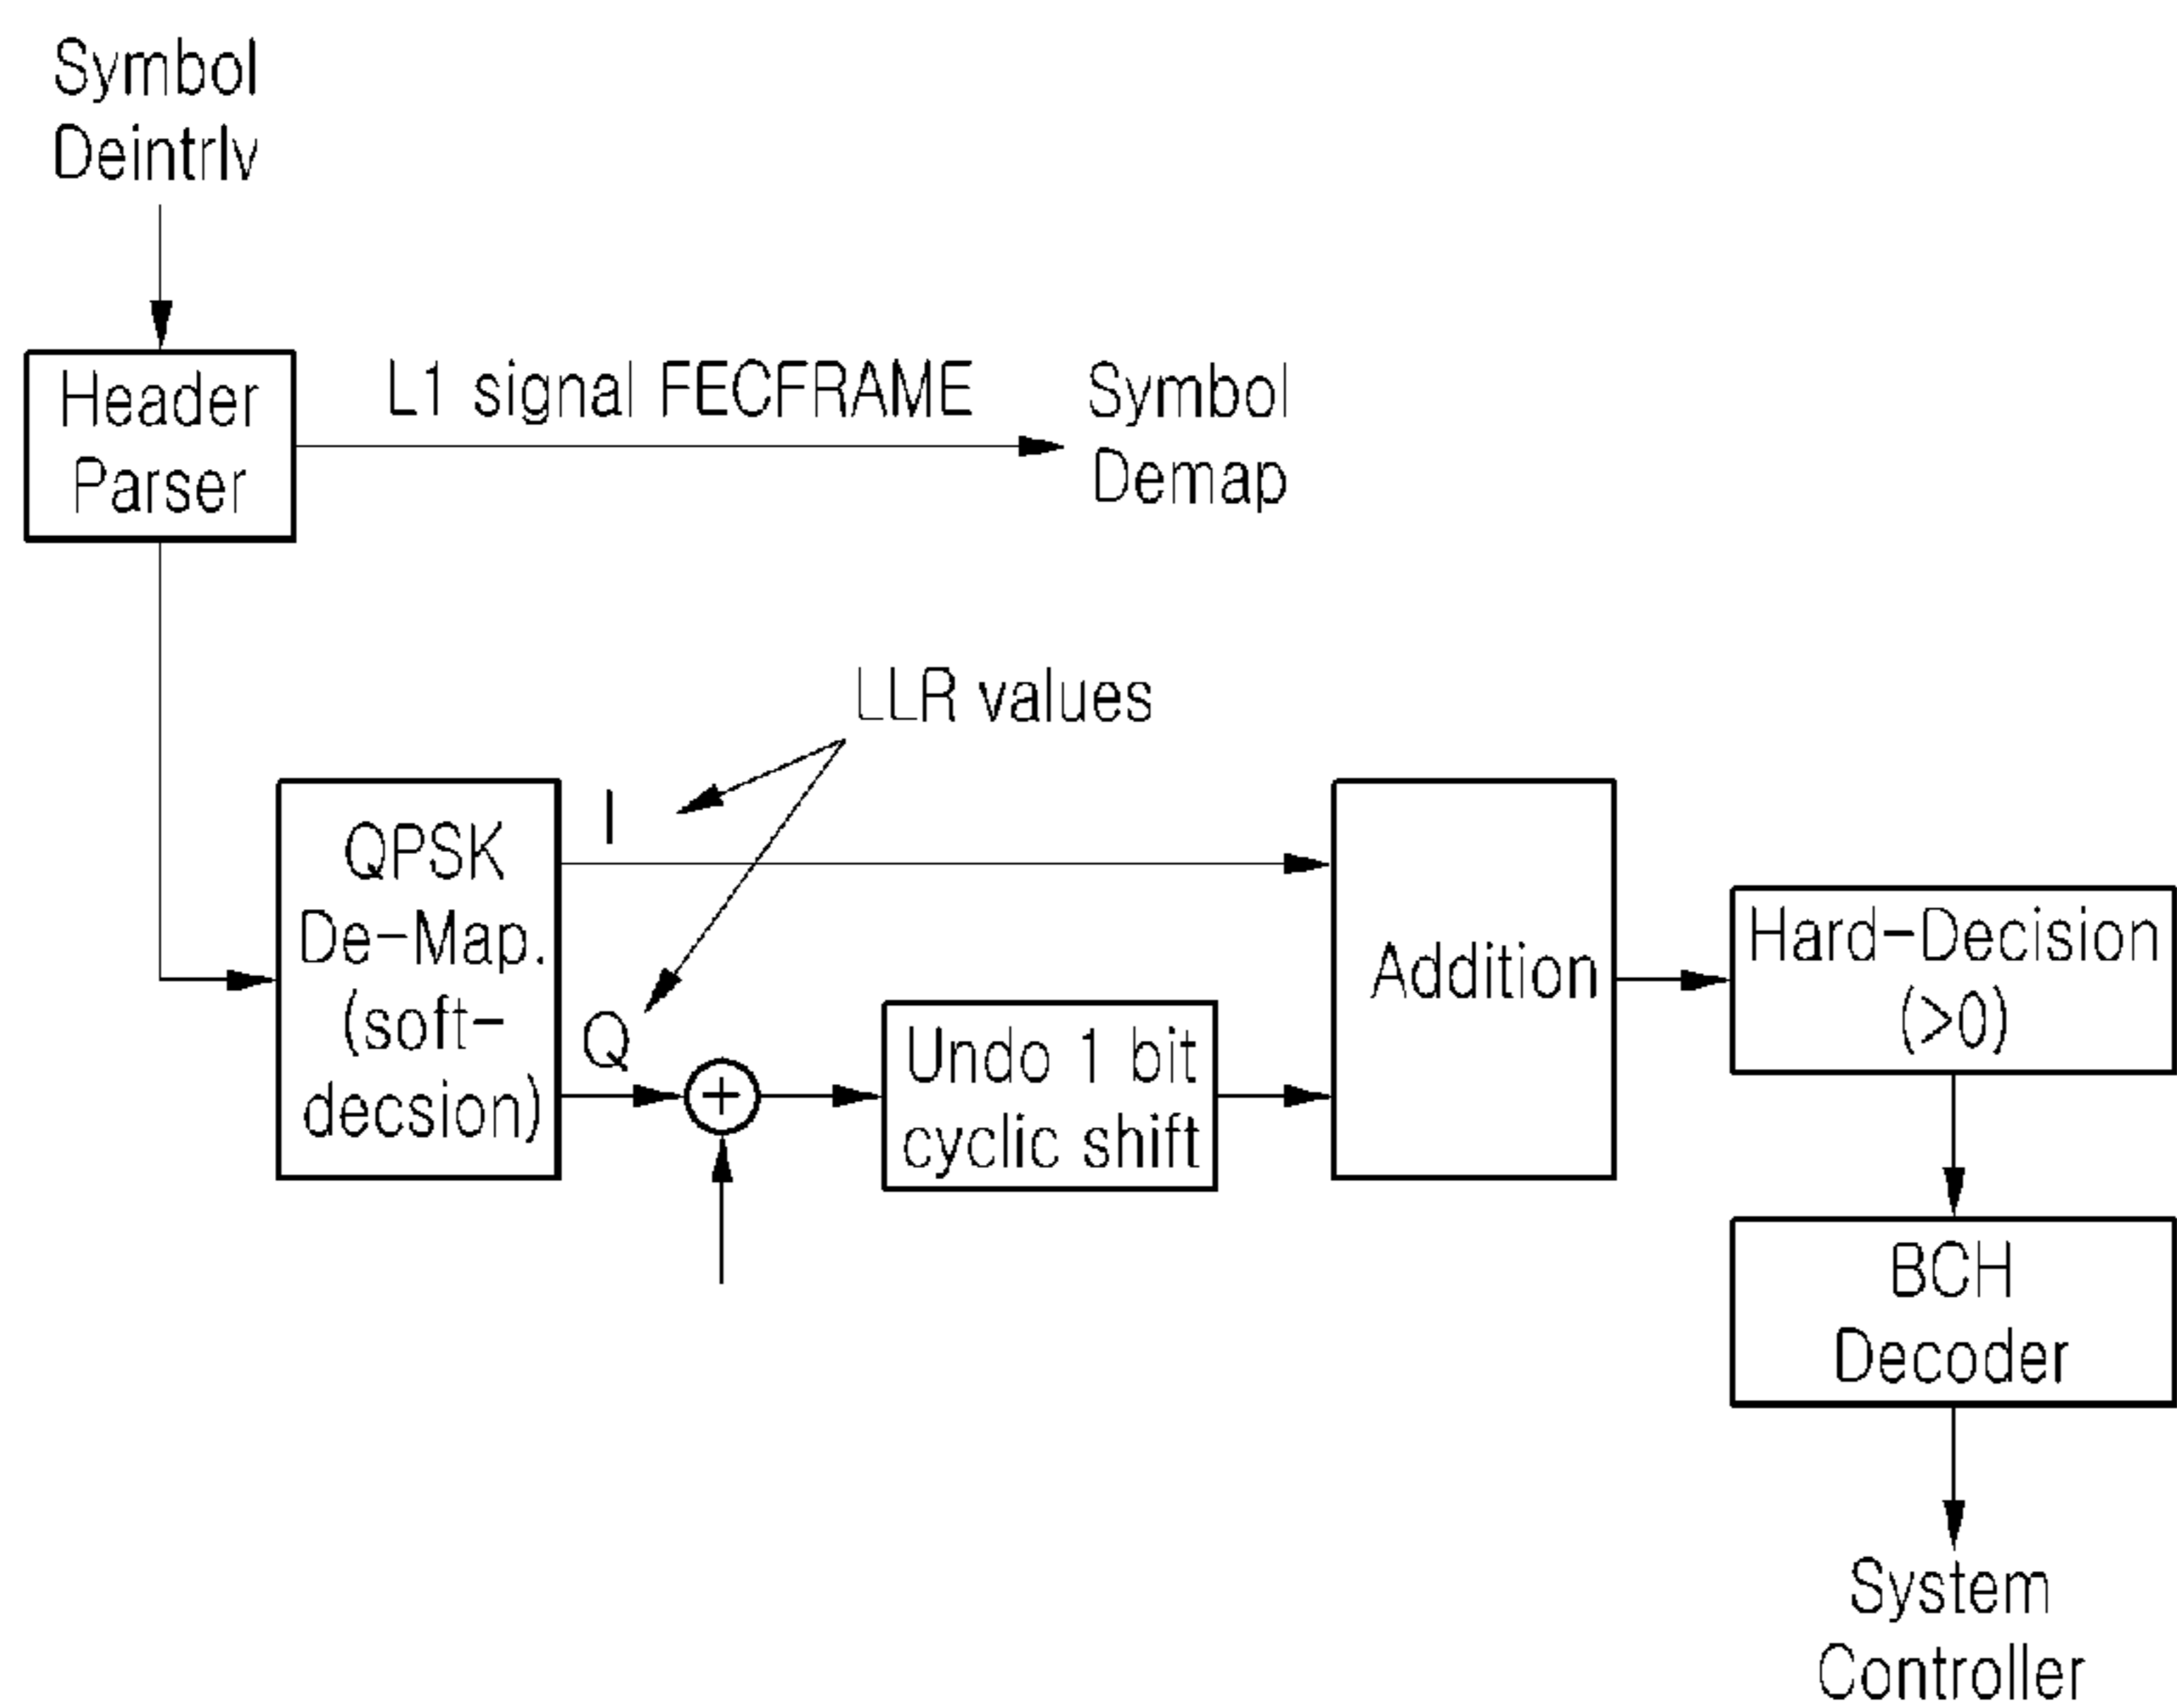 Symbol
Deintrlv
Header
Parser
L1 signal FECFRAME
Symbol
Demap
LLR values
QPSK
De-Map.
(soft-
decsion)
I
Q
Undo 1 bit
cyclic shift
Addition
Hard-Decision
(>0)
BCH
Decoder
System
Controller